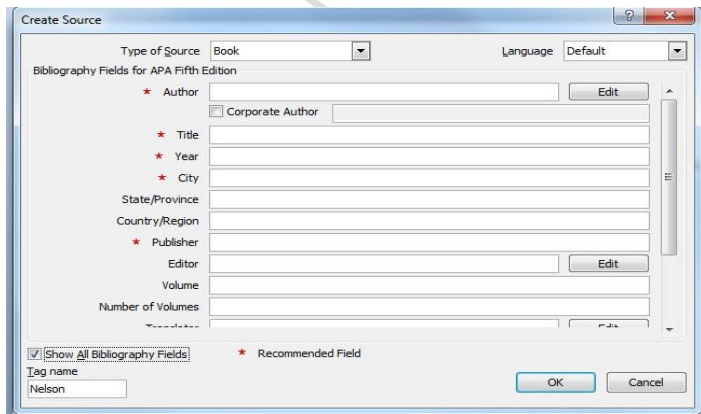 Create Source
Type of Source Book Language Default
Bibliography Fields for APA Fifth Edition
* Author Edit
Corporate Author
* Title
* Year
* City
State/Province
Country/Region
* Publisher
Editor Edit
Volume
Number of Volumes
Translator Edit
Show All Bibliography Fields * Recommended Field
Tag name
Nelson OK Cancel